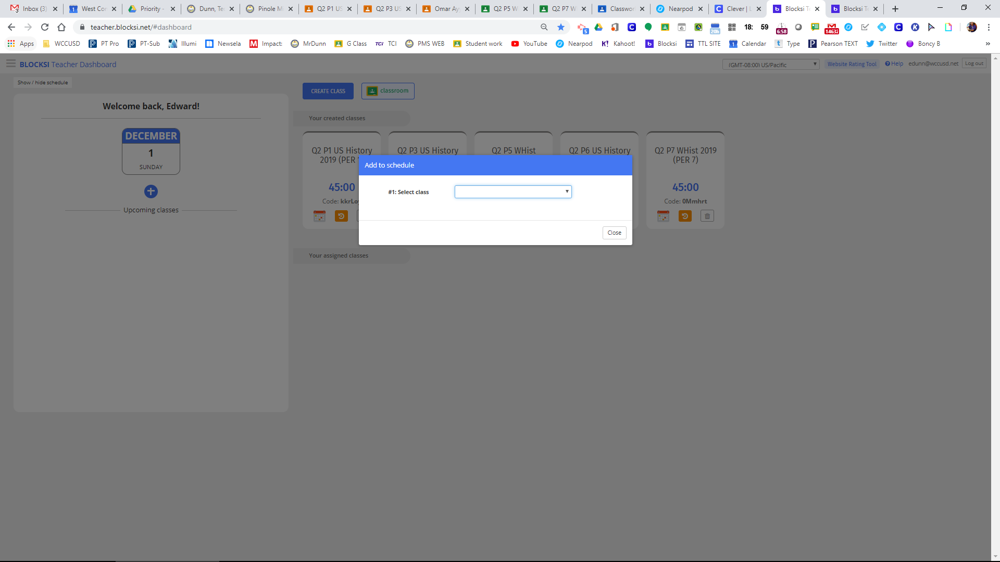 Inbox (3)
West Cor
Priority -
Dunn, Te
Pinole M
Q2 P1 US
Q2 P3 US
Omar Ay
Q2 P5 W
Q2 P7 W
Classwor
Nearpod
Clever | L
Blocksi T
Blocksi T
teacher.blocksi.net/#dashboard
5
20h
18:
59
6:58
14632
Apps
WCCUSD
PT Pro
PT-Sub
Illumi
Newsela
Impact:
MrDunn
G Class
TCi
TCI
PMS WEB
Student work
YouTube
Nearpod
K!
Kahoot!
Blocksi
TTL SITE
Calendar
Type
Pearson TEXT
Twitter
Boncy B
»
BLOCKSI Teacher Dashboard
(GMT-08:00) US/Pacific
Website Rating Tool
Help
edunn@wccusd.net
Log out
Show / hide schedule
Welcome back, Edward!
DECEMBER
1
SUNDAY
Upcoming classes
CREATE CLASS
classroom
Your created classes
Q2 P1 US History
2019 (PER
45:00
Code: kkrLo
Q2 P3 US History
Q2 P5 WHist
Q2 P6 US History
Q2 P7 WHist 2019
(PER 7)
45:00
Code: 0Mmhrt
Add to schedule
#1: Select class
Close
Your assigned classes